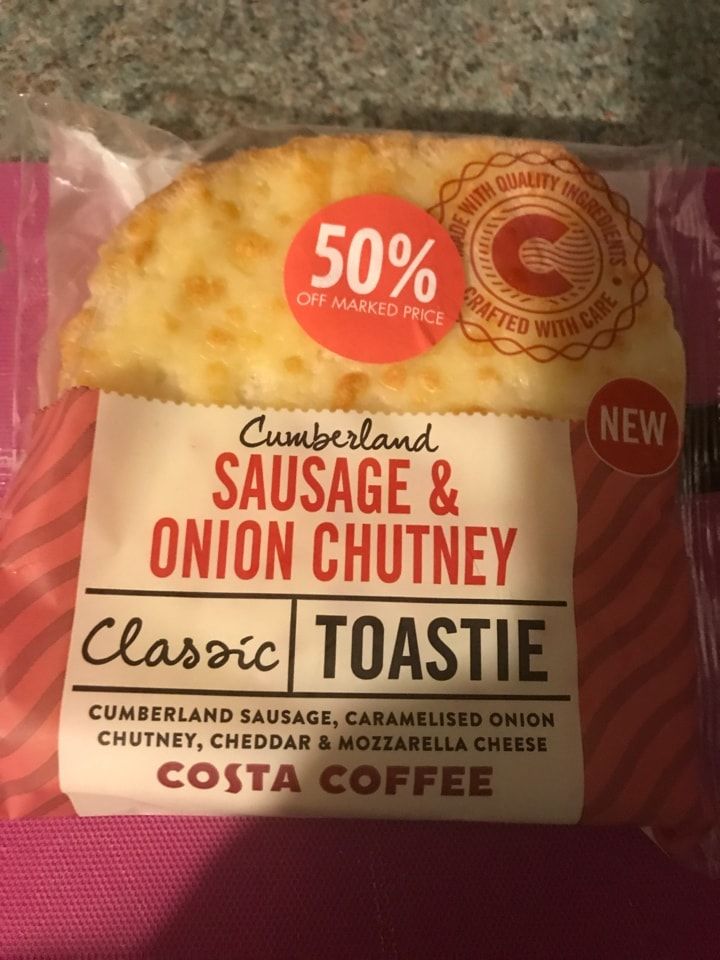 50%
OFF MARKED PRICE
MADE WITH QUALITY INGREDIENTS
CRAFTED WITH CARE
NEW
Cumberland
SAUSAGE &
ONION CHUTNEY
Classic TOASTIE
CUMBERLAND SAUSAGE, CARAMELISED ONION
CHUTNEY, CHEDDAR & MOZZARELLA CHEESE
COSTA COFFEE